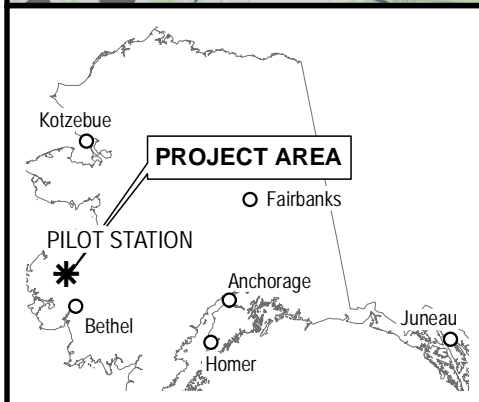 Kotzebue
PROJECT AREA
Fairbanks
PILOT STATION
Anchorage
Bethel
Juneau
Homer